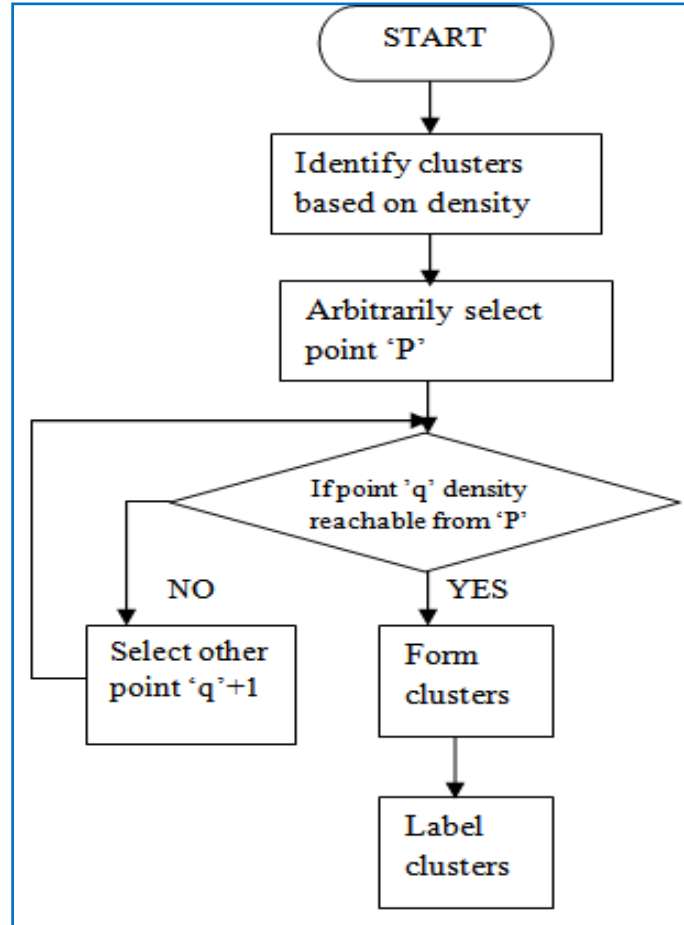 START
Identify clusters
based on density
Arbitrarily select
point ‘P’
If point ’q’ density
reachable from ‘P’
NO
YES
Select other
point ‘q’+1
Form
clusters
Label
clusters